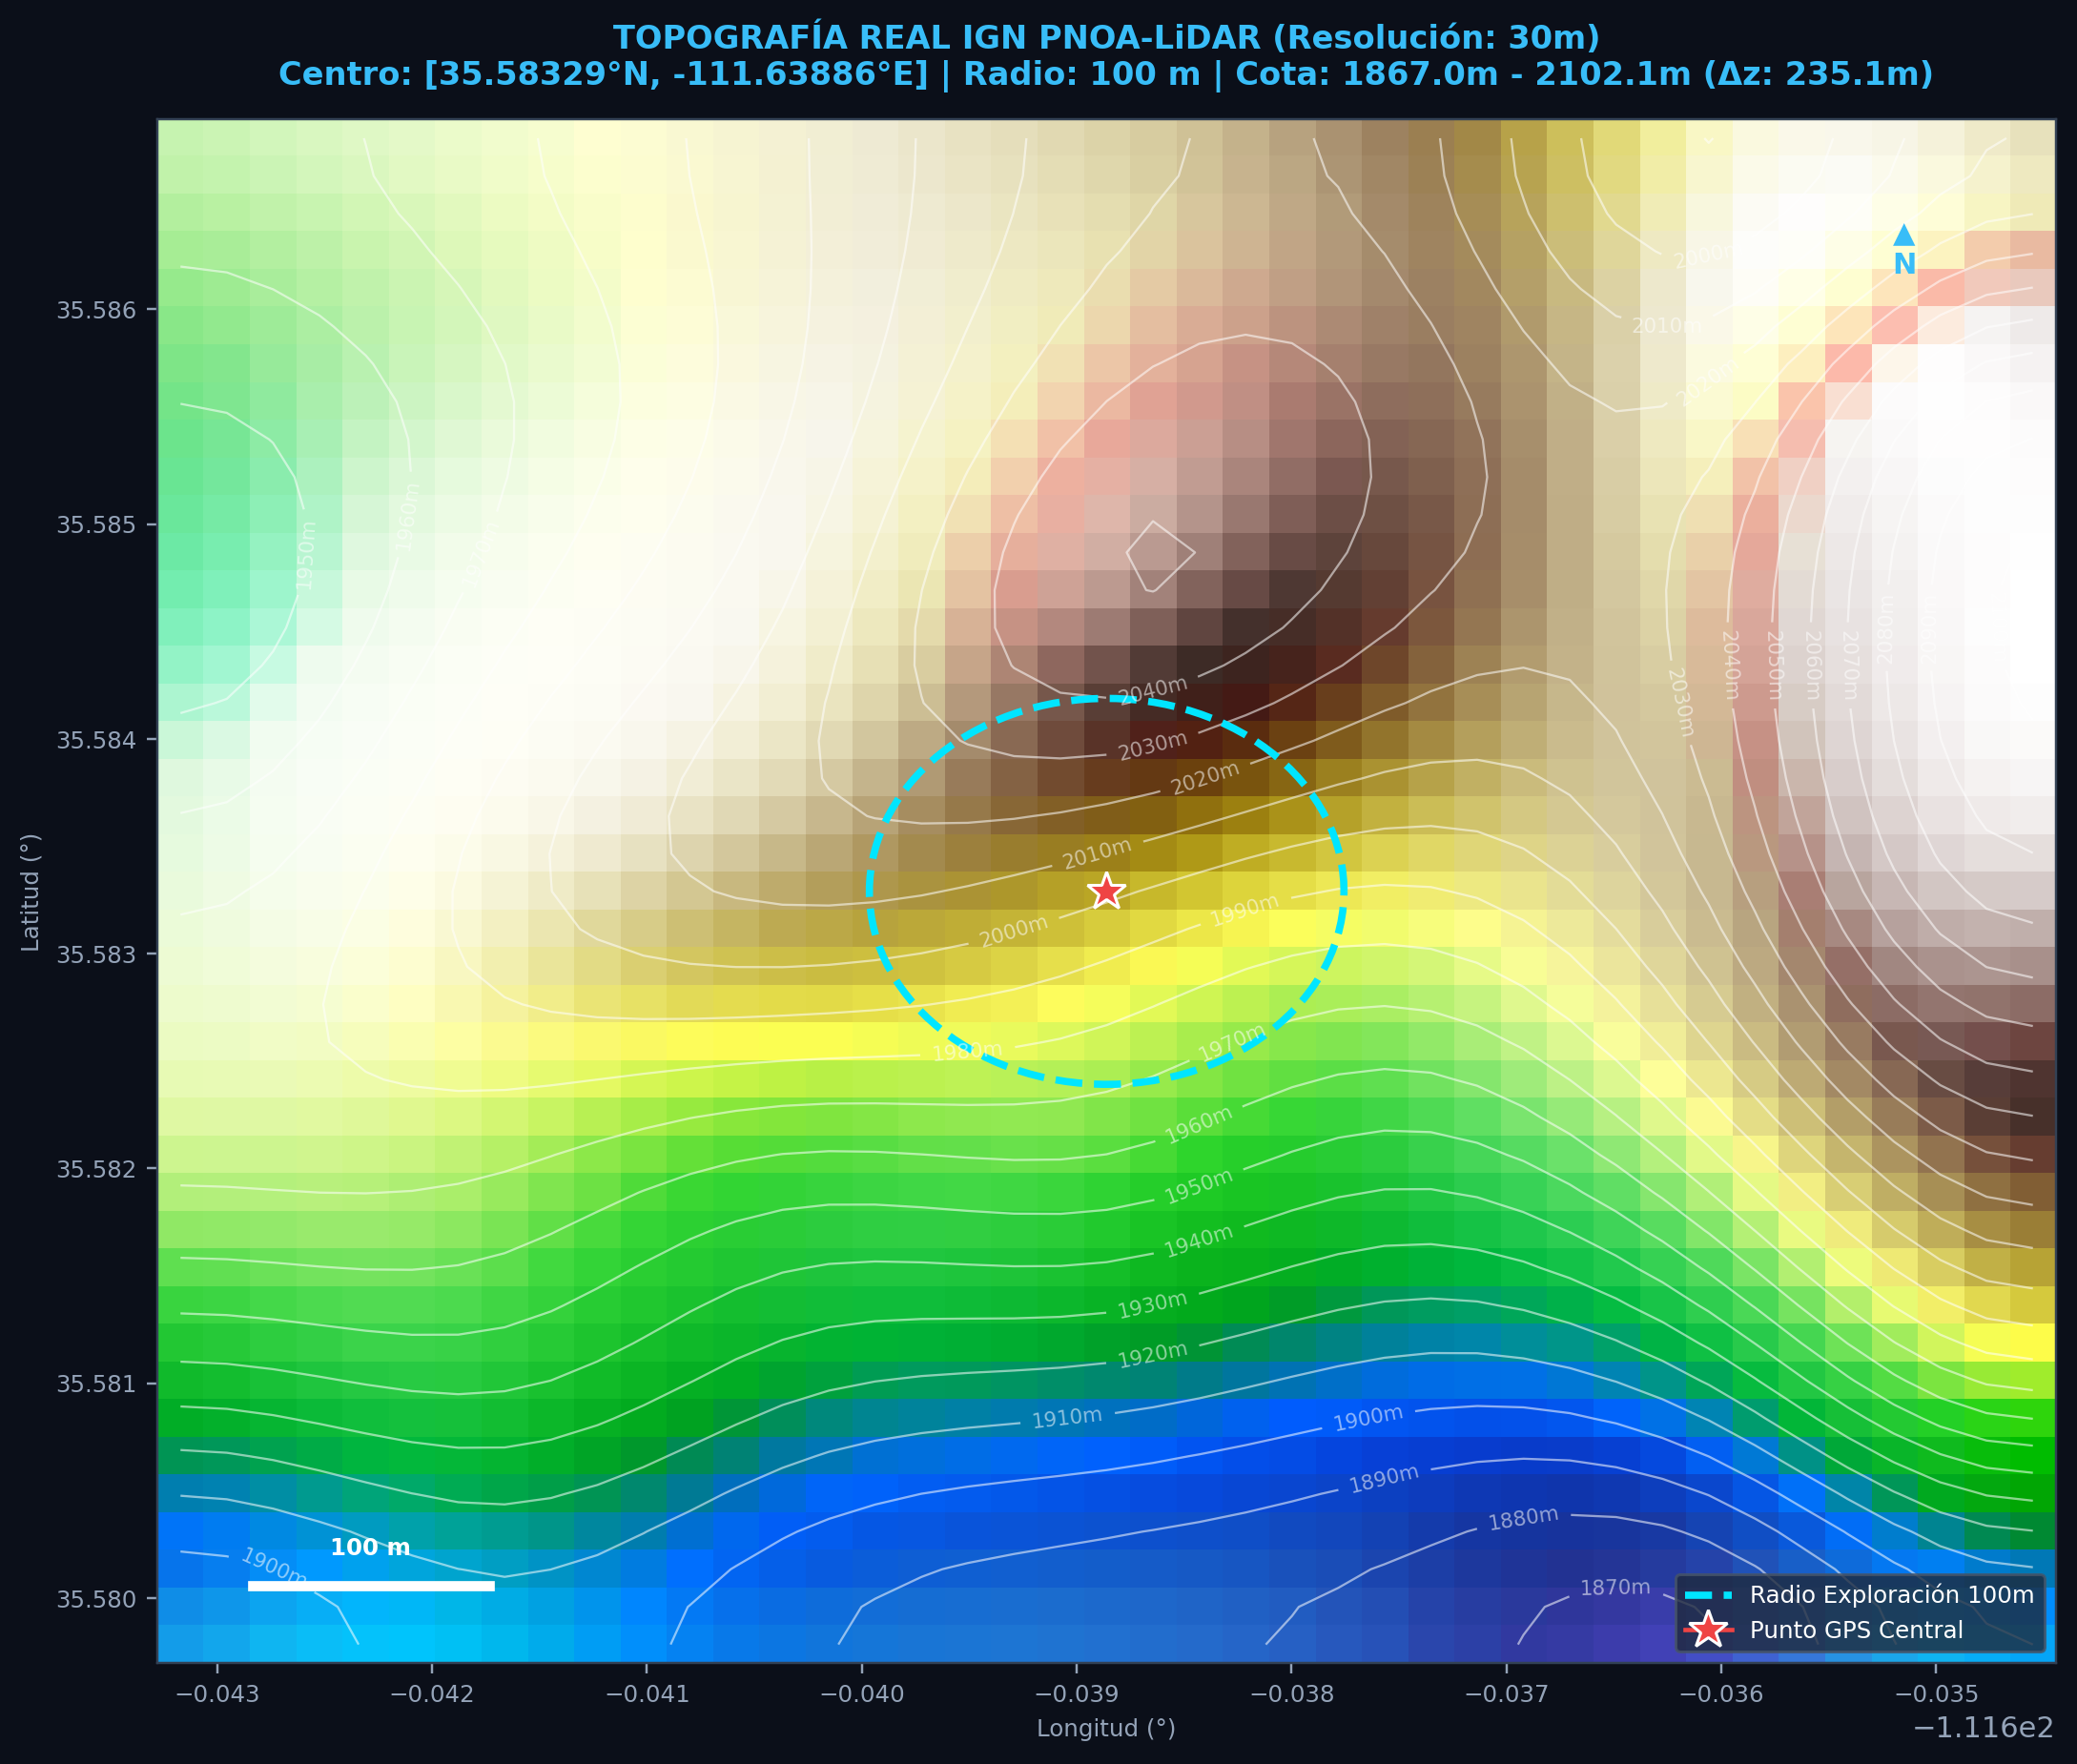 TOPOGRAFÍA REAL IGN PNOA-LiDAR (Resolución: 30m)
Centro: [35.58329°N, -111.63886°E] | Radio: 100 m | Cota: 1867.0m - 2102.1m (Δz: 235.1m)
N
2000m
2010m
2020m
35.586
1960m
1970m
1950m
35.585
2080m
2040m
2050m
2060m
2070m
2030m
2040m
35.584
2030m
2020m
2010m
2000m
1990m
35.583
1980m
1970m
1960m
35.582
1950m
1940m
1930m
1920m
35.581
1910m
1900m
1890m
1880m
1870m
100 m
1900m
35.580
Radio Exploración 100m
Punto GPS Central
Latitud (°)
−0.043
−0.042
−0.041
−0.040
−0.039
−0.038
−0.037
−0.036
−0.035
Longitud (°)
−1.116e2